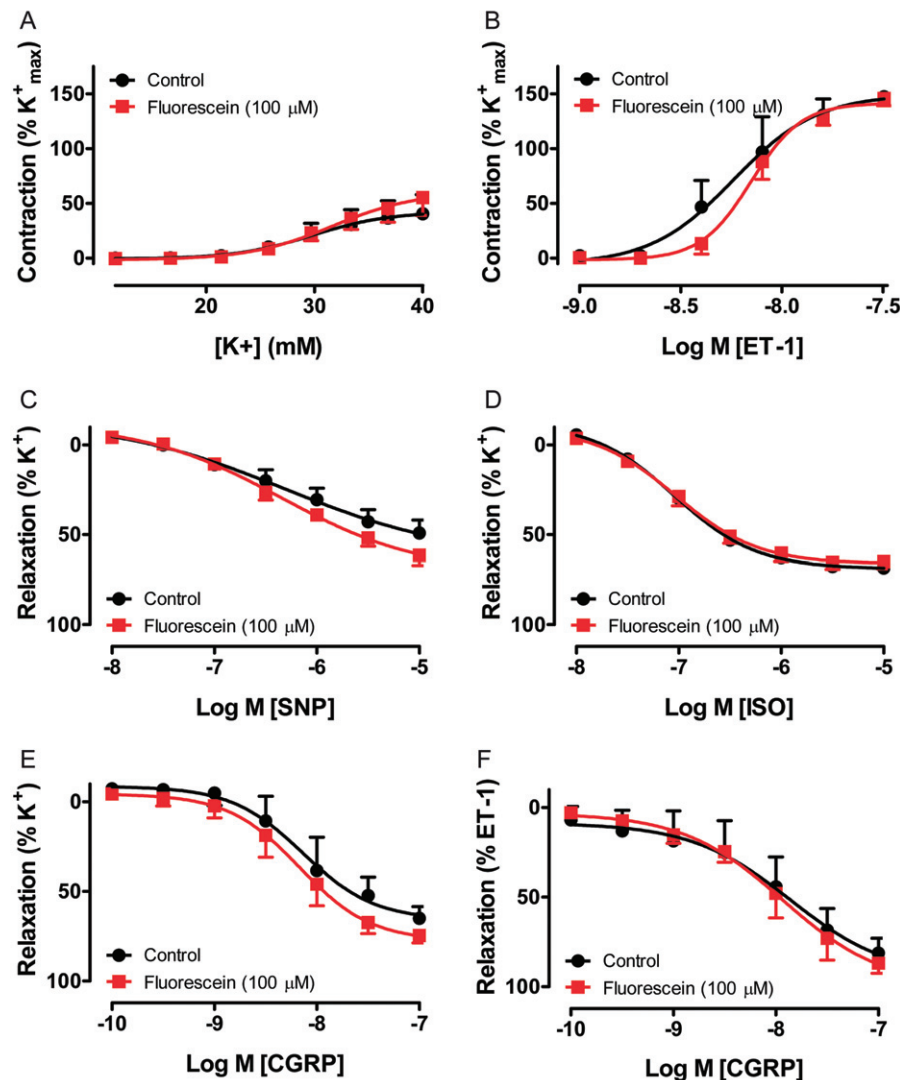 A
Contraction (% K⁺max)
150
100
50
0
Control
Fluorescein (100 μM)
20
30
40
[K+] (mM)
B
Contraction (% K⁺max)
150
100
50
0
Control
Fluorescein (100 μM)
-9.0
-8.5
-8.0
-7.5
Log M [ET-1]
C
Relaxation (% K⁺)
0
50
100
Control
Fluorescein (100 μM)
-8
-7
-6
-5
Log M [SNP]
D
Relaxation (% K⁺)
0
50
100
Control
Fluorescein (100 μM)
-8
-7
-6
-5
Log M [ISO]
E
Relaxation (% K⁺)
0
50
100
Control
Fluorescein (100 μM)
-10
-9
-8
-7
Log M [CGRP]
F
Relaxation (% ET-1)
0
50
100
Control
Fluorescein (100 μM)
-10
-9
-8
-7
Log M [CGRP]